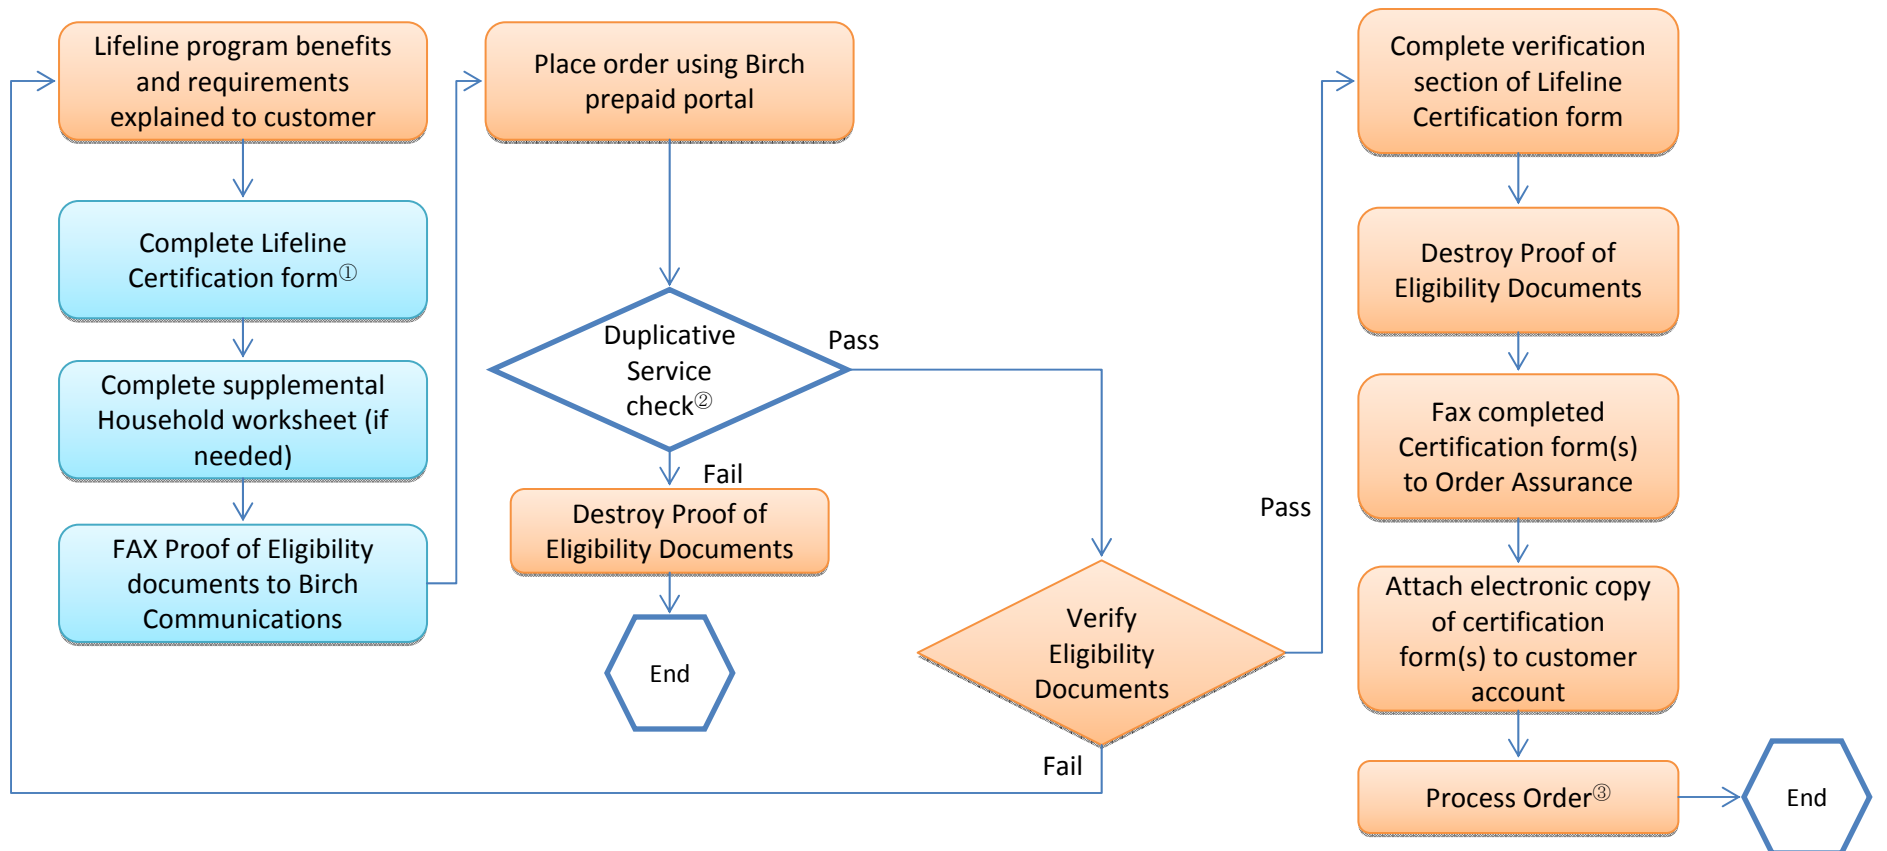 Lifeline program benefits
and requirements
explained to customer
Complete Lifeline
Certification form①
Complete supplemental
Household worksheet (if
needed)
FAX Proof of Eligibility
documents to Birch
Communications
Place order using Birch
prepaid portal
Duplicative
Service
check②
Pass
Fail
Destroy Proof of
Eligibility Documents
End
Verify
Eligibility
Documents
Fail
Pass
Complete verification
section of Lifeline
Certification form
Destroy Proof of
Eligibility Documents
Fax completed
Certification form(s)
to Order Assurance
Attach electronic copy
of certification
form(s) to customer
account
Process Order③
End